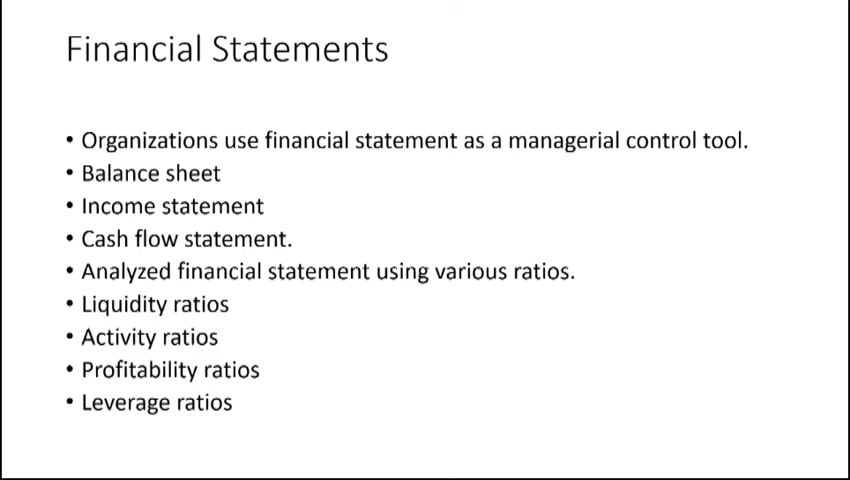 Financial Statements
• Organizations use financial statement as a managerial control tool.
• Balance sheet
• Income statement
• Cash flow statement.
• Analyzed financial statement using various ratios.
• Liquidity ratios
• Activity ratios
• Profitability ratios
• Leverage ratios